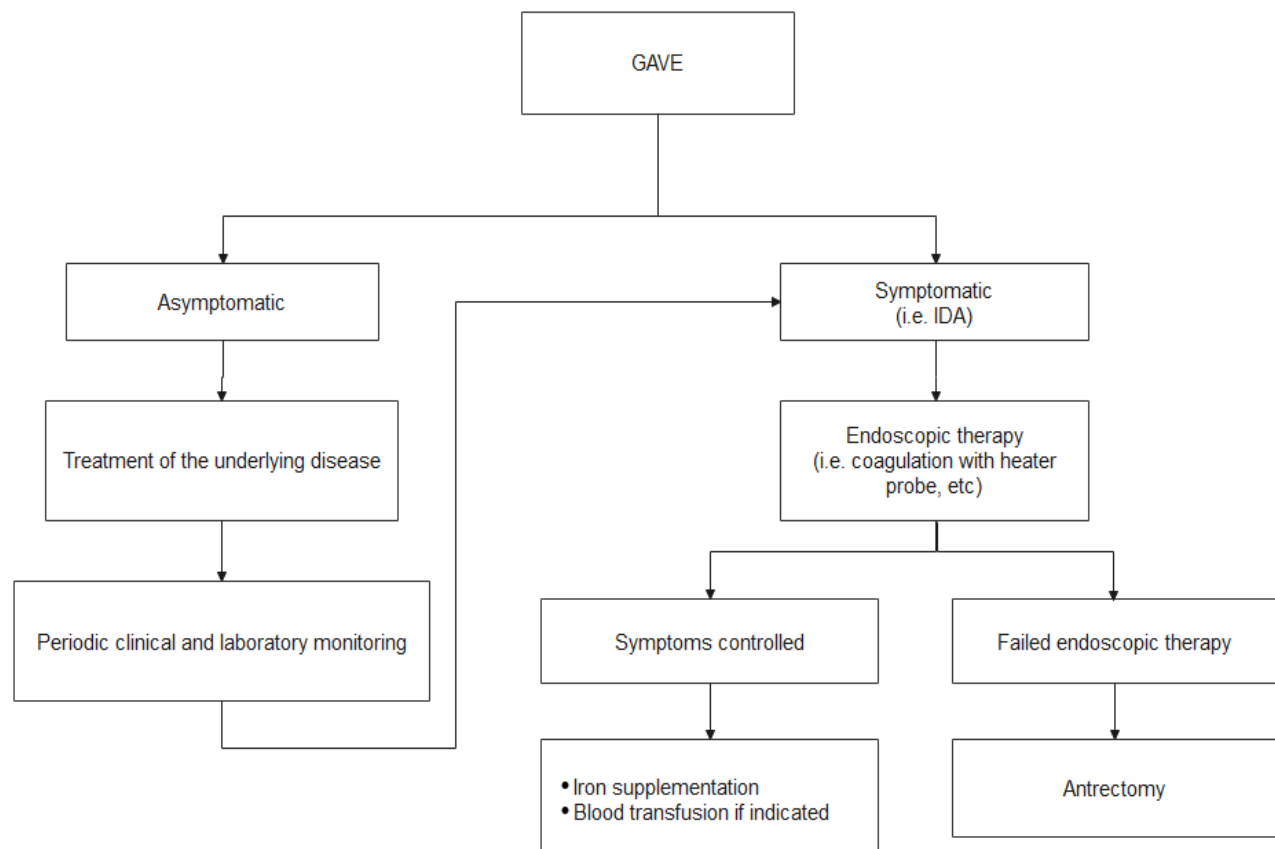 GAVE
Asymptomatic
Symptomatic
(i.e. IDA)
Treatment of the underlying disease
Endoscopic therapy
(i.e. coagulation with heater
probe, etc)
Periodic clinical and laboratory monitoring
Symptoms controlled
Failed endoscopic therapy
• Iron supplementation
• Blood transfusion if indicated
Antrectomy